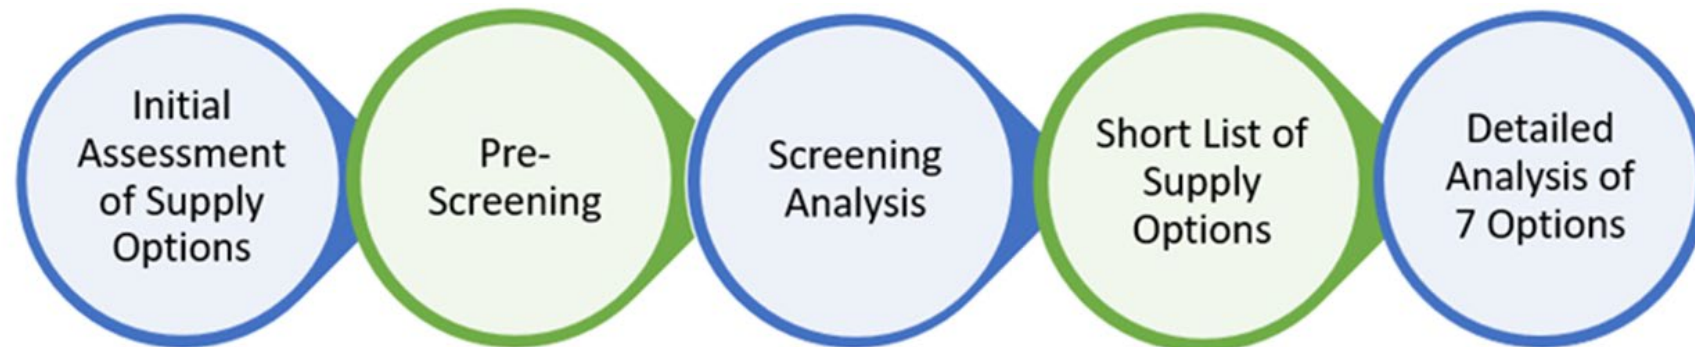 Initial
Assessment
of Supply
Options
Pre-
Screening
Screening
Analysis
Short List of
Supply
Options
Detailed
Analysis of
7 Options